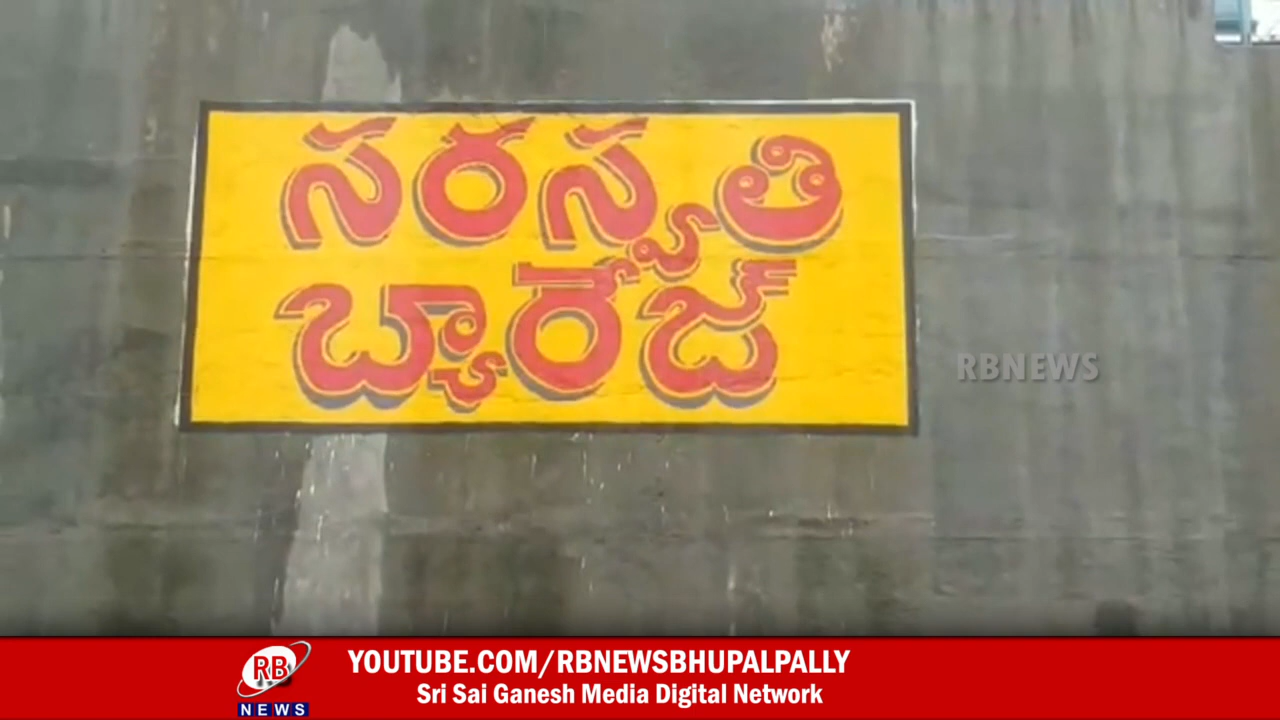 సరస్వతి
బ్యారేజ్
RBNEWS
RB
NEWS
YOUTUBE.COM/RBNEWSBHUPALPALLY
Sri Sai Ganesh Media Digital Network